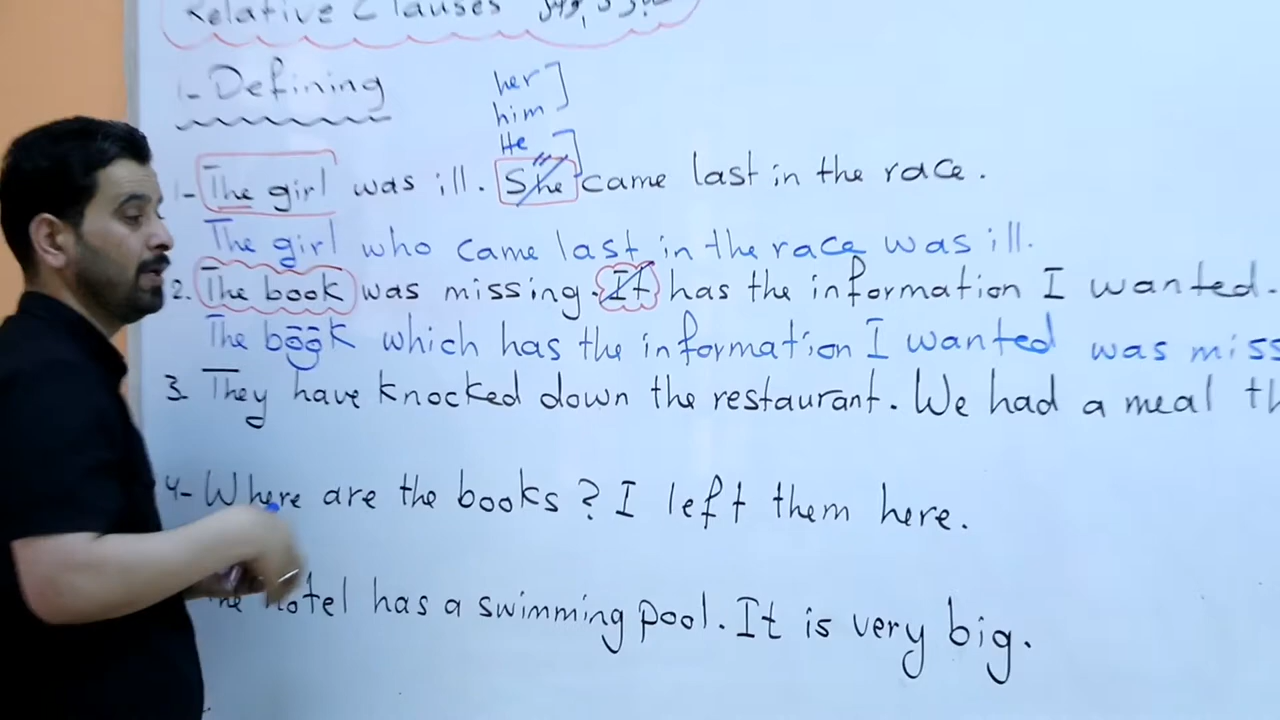 Relative Clauses
1- Defining
her
him
He
1- The girl was ill. She came last in the race.
The girl who came last in the race was ill.
2. The book was missing. It has the information I wanted.
The book which has the information I wanted was miss
3. They have knocked down the restaurant. We had a meal th
4- Where are the books? I left them here.
hotel has a swimming pool. It is very big.